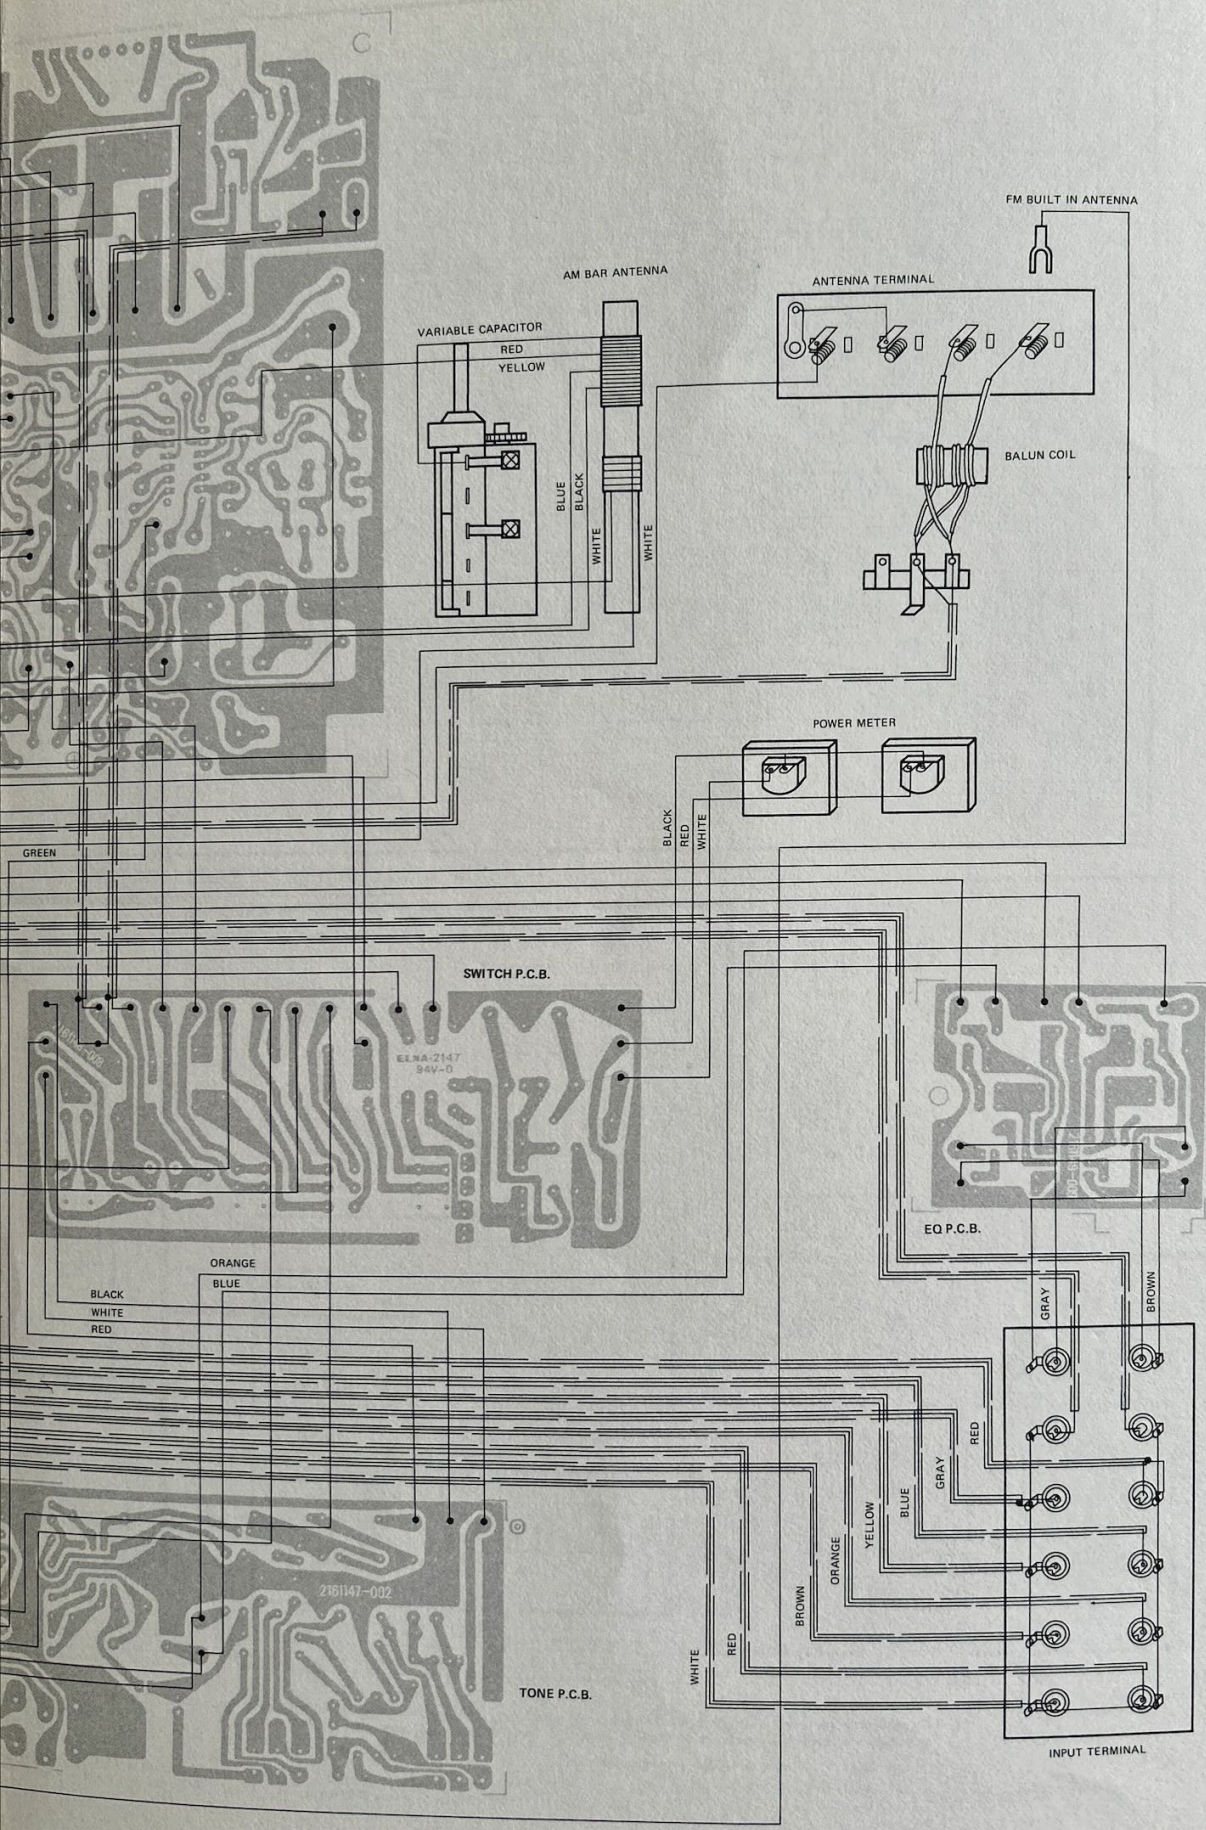 C
FM BUILT IN ANTENNA
AM BAR ANTENNA
ANTENNA TERMINAL
VARIABLE CAPACITOR
RED
YELLOW
BALUN COIL
BLUE
BLACK
WHITE
WHITE
POWER METER
BLACK
RED
WHITE
GREEN
SWITCH P.C.B.
ELNA-2147
94V-0
EQ P.C.B.
ORANGE
BLUE
BLACK
WHITE
RED
GRAY
BROWN
RED
GRAY
BLUE
YELLOW
ORANGE
BROWN
RED
WHITE
2161147-002
TONE P.C.B.
INPUT TERMINAL